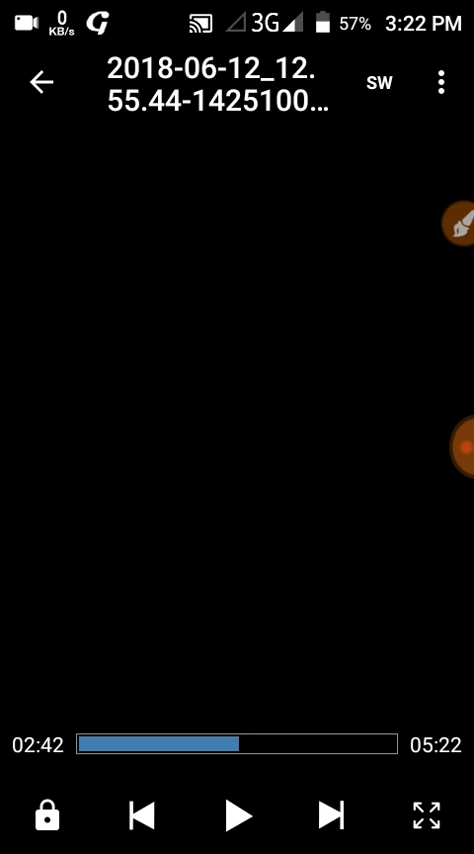 0
KB/s
G
3G
57%
3:22 PM
2018-06-12_12.
55.44-1425100...
SW
02:42
05:22